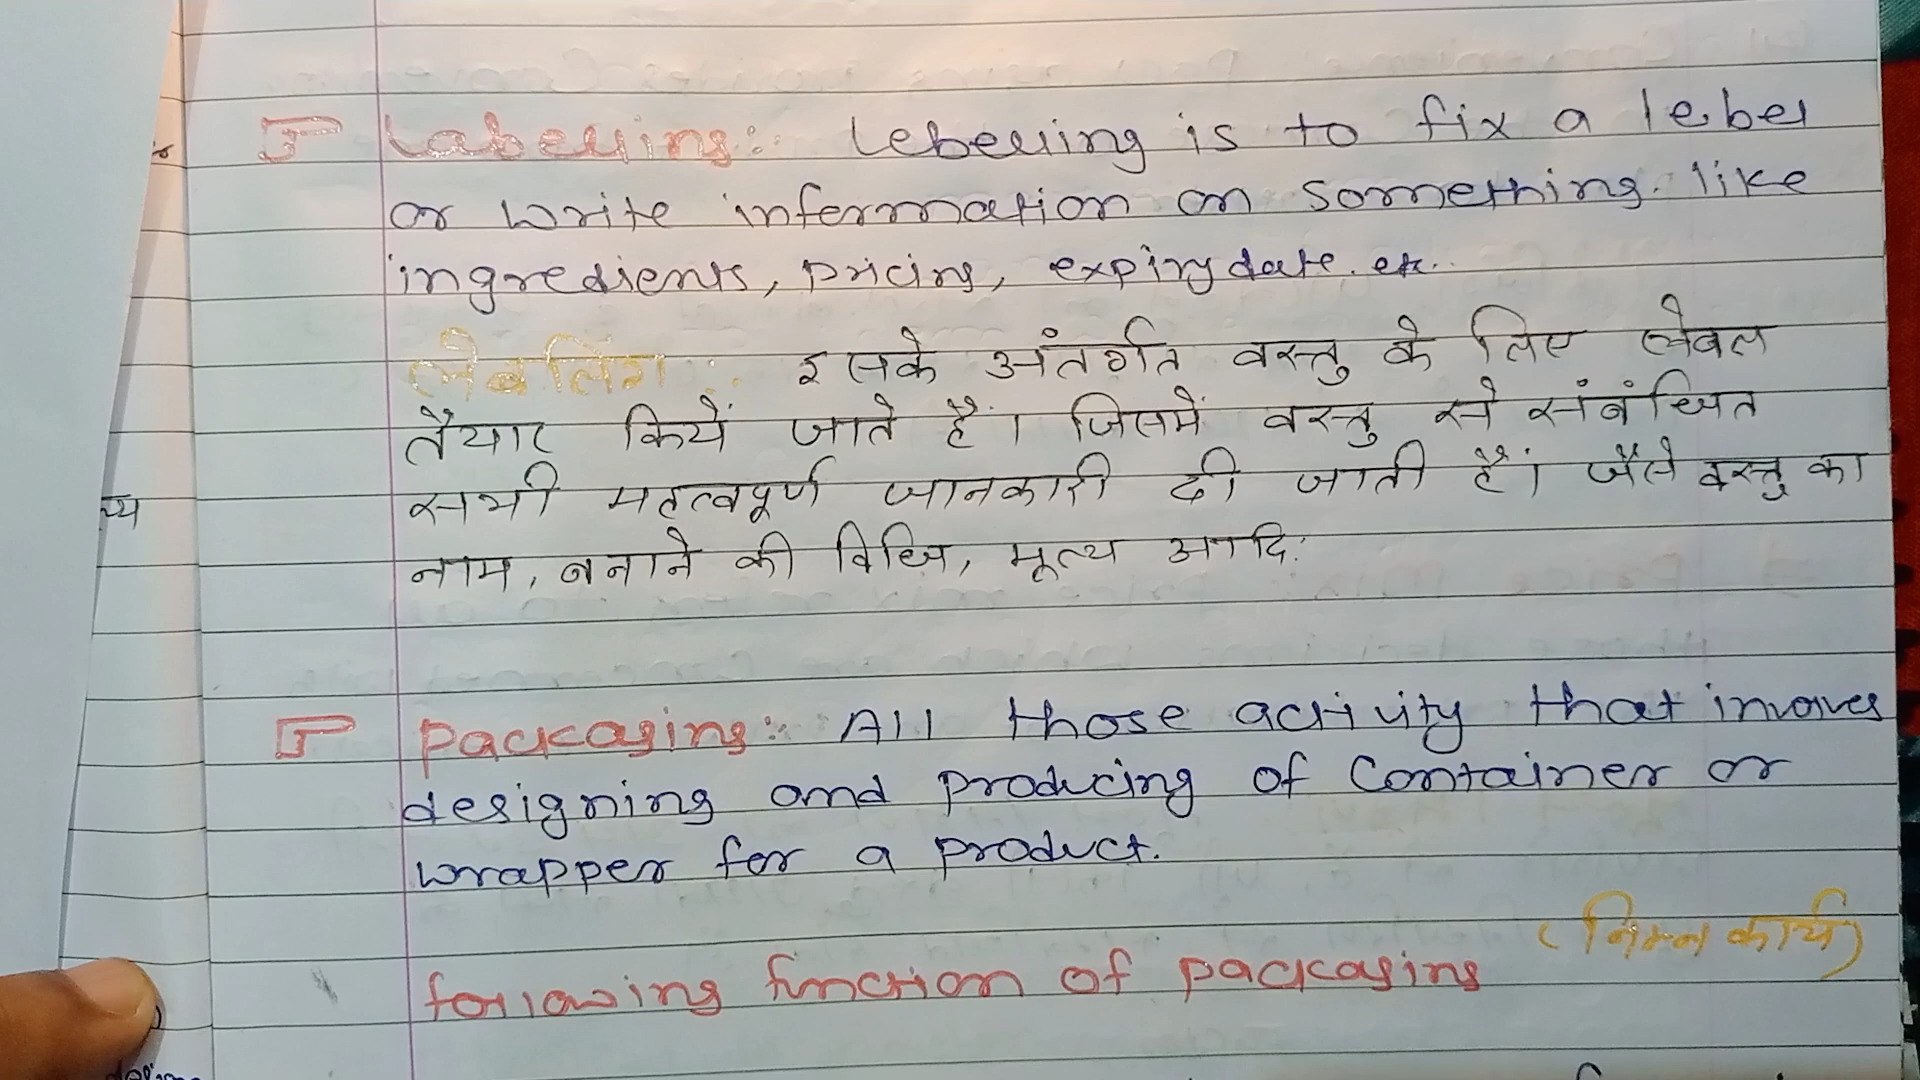 Labelling:- lebelling is to fix a lebel
or write information on something. like
ingredients, pricing, expiry date. etc..
लेबलिंग :- इसके अंतर्गत वस्तु के लिए लेबल
तैयार कियें जाते हैं। जिसमें वस्तु से संबंधित
सभी महत्वपूर्ण जानकारी दी जाती हैं। जैसे वस्तु का
नाम, बनाने की विधि, मूल्य आदि.
Packaging:- All those activity that involves
designing and producing of Container or
wrapper for a product.
(निम्न कार्य)
following function of packaging